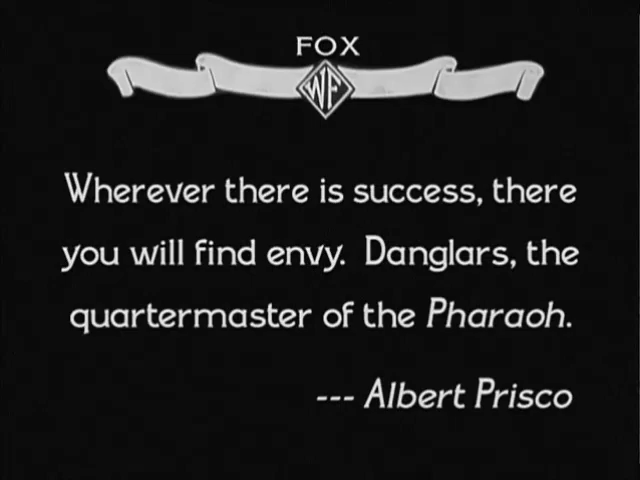 FOX
WF
Wherever there is success, there
you will find envy. Danglars, the
quartermaster of the Pharaoh.
--- Albert Prisco